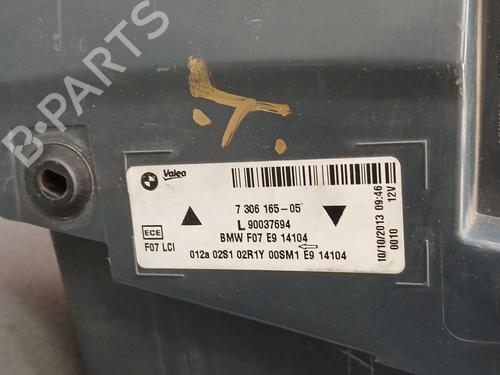 B-PARTS
Valeo
7 306 165-05
L 90037694
ECE
BMW F07 E9 14104
F07 LCI
012a 02S1 02R1Y 00SM1 E9 14104
10/10/2013 09:46
0010 12V